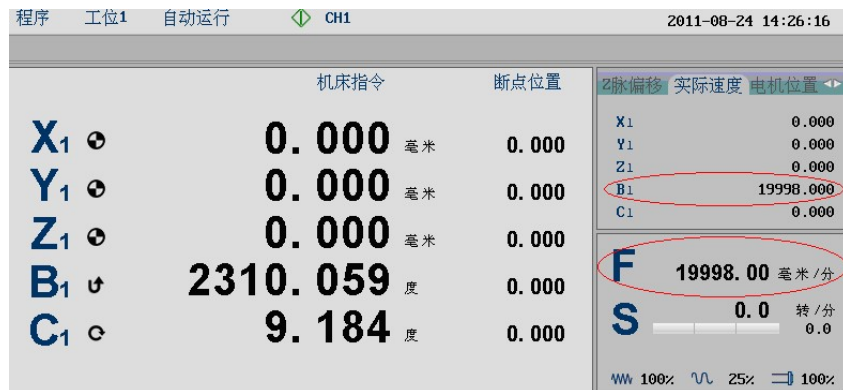 程序 工位1 自动运行 CH1 2011-08-24 14:26:16
机床指令 断点位置
X1 0.000 毫米 0.000
Y1 0.000 毫米 0.000
Z1 0.000 毫米 0.000
B1 2310.059 度 0.000
C1 9.184 度 0.000
Z脉偏移 实际速度 电机位置
X1 0.000
Y1 0.000
Z1 0.000
B1 19998.000
C1 0.000
F 19998.00 毫米/分
S 0.0 转/分
0.0
100% 25% 100%